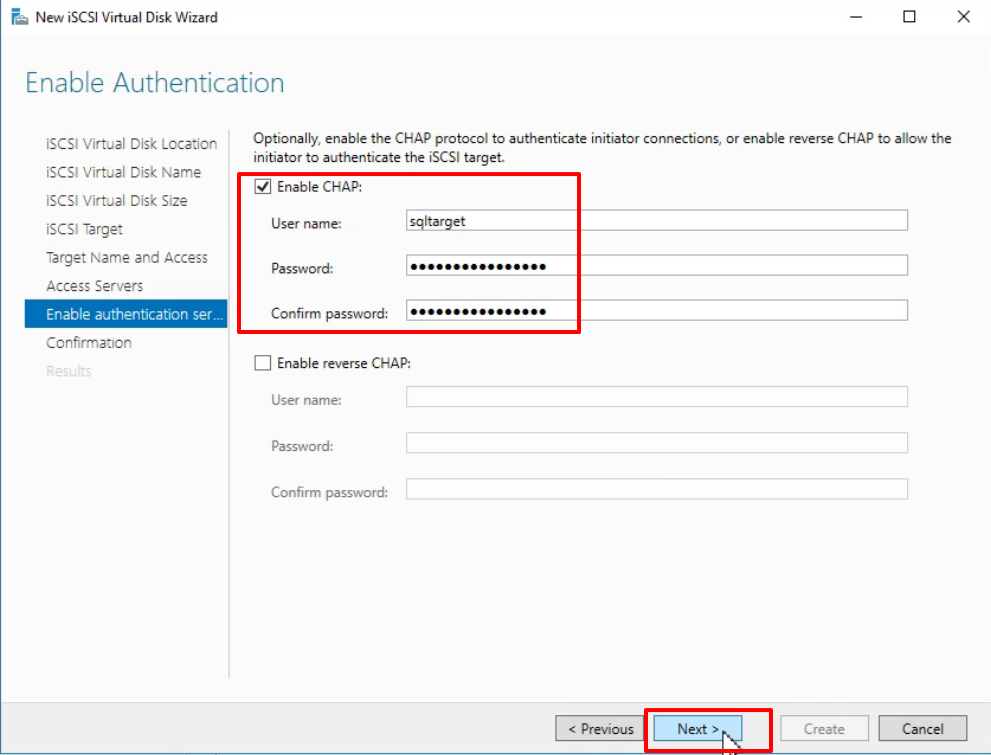 New iSCSI Virtual Disk Wizard
Enable Authentication
iSCSI Virtual Disk Location
iSCSI Virtual Disk Name
iSCSI Virtual Disk Size
iSCSI Target
Target Name and Access
Access Servers
Enable authentication ser...
Confirmation
Results
Optionally, enable the CHAP protocol to authenticate initiator connections, or enable reverse CHAP to allow the
initiator to authenticate the iSCSI target.
Enable CHAP:
User name: sqltarget
Password: ●●●●●●●●●●●●●●●●
Confirm password: ●●●●●●●●●●●●●●●●
Enable reverse CHAP:
User name:
Password:
Confirm password:
< Previous Next > Create Cancel